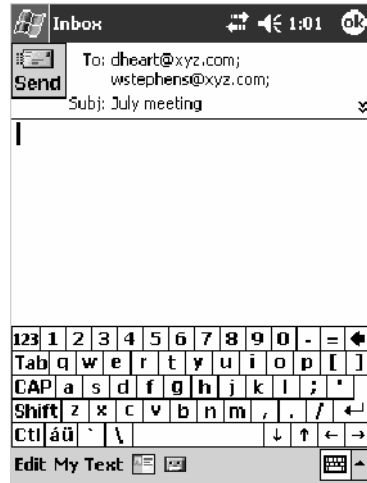 Inbox 1:01 ok
Send
To: dheart@xyz.com;
wstephens@xyz.com;
Subj: July meeting
123 1 2 3 4 5 6 7 8 9 0 - =
Tab q w e r t y u i o p [ ]
CAP a s d f g h j k l ; '
Shift z x c v b n m , . /
Ctl áü ` \
Edit My Text